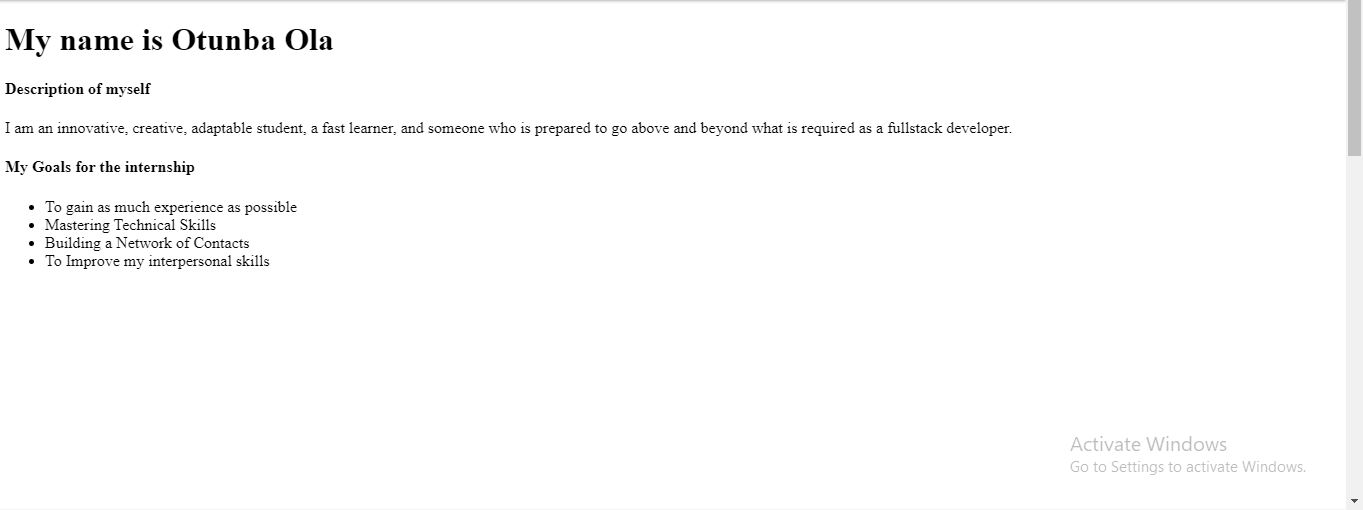 My name is Otunba Ola
Description of myself
I am an innovative, creative, adaptable student, a fast learner, and someone who is prepared to go above and beyond what is required as a fullstack developer.
My Goals for the internship
To gain as much experience as possible
Mastering Technical Skills
Building a Network of Contacts
To Improve my interpersonal skills
Activate Windows
Go to Settings to activate Windows.